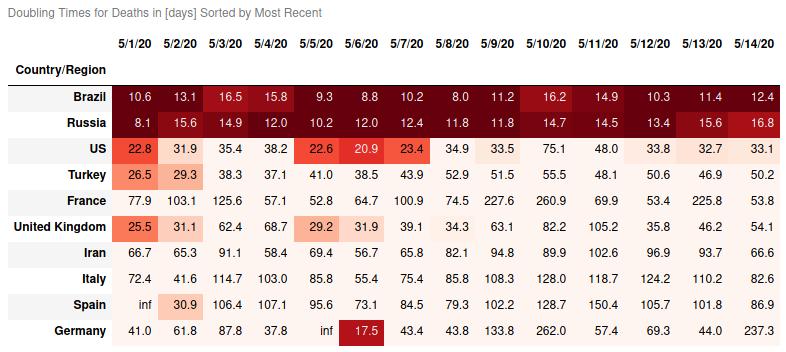 Doubling Times for Deaths in [days] Sorted by Most Recent
5/1/20 5/2/20 5/3/20 5/4/20 5/5/20 5/6/20 5/7/20 5/8/20 5/9/20 5/10/20 5/11/20 5/12/20 5/13/20 5/14/20
Country/Region
Brazil 10.6 13.1 16.5 15.8 9.3 8.8 10.2 8.0 11.2 16.2 14.9 10.3 11.4 12.4
Russia 8.1 15.6 14.9 12.0 10.2 12.0 12.4 11.8 11.8 14.7 14.5 13.4 15.6 16.8
US 22.8 31.9 35.4 38.2 22.6 20.9 23.4 34.9 33.5 75.1 48.0 33.8 32.7 33.1
Turkey 26.5 29.3 38.3 37.1 41.0 38.5 43.9 52.9 51.5 55.5 48.1 50.6 46.9 50.2
France 77.9 103.1 125.6 57.1 52.8 64.7 100.9 74.5 227.6 260.9 69.9 53.4 225.8 53.8
United Kingdom 25.5 31.1 62.4 68.7 29.2 31.9 39.1 34.3 63.1 82.2 105.2 35.8 46.2 54.1
Iran 66.7 65.3 91.1 58.4 69.4 56.7 65.8 82.1 94.8 89.9 102.6 96.9 93.7 66.6
Italy 72.4 41.6 114.7 103.0 85.8 55.4 75.4 85.8 108.3 128.0 118.7 124.2 110.2 82.6
Spain inf 30.9 106.4 107.1 95.6 73.1 84.5 79.3 102.2 128.7 150.4 105.7 101.8 86.9
Germany 41.0 61.8 87.8 37.8 inf 17.5 43.4 43.8 133.8 262.0 57.4 69.3 44.0 237.3